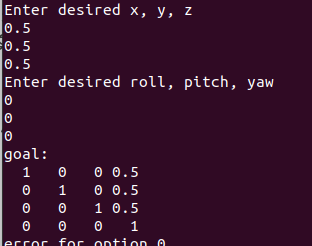 Enter desired x, y, z
0.5
0.5
0.5
Enter desired roll, pitch, yaw
0
0
0
goal:
1 0 0 0.5
0 1 0 0.5
0 0 1 0.5
0 0 0 1
error for option 0